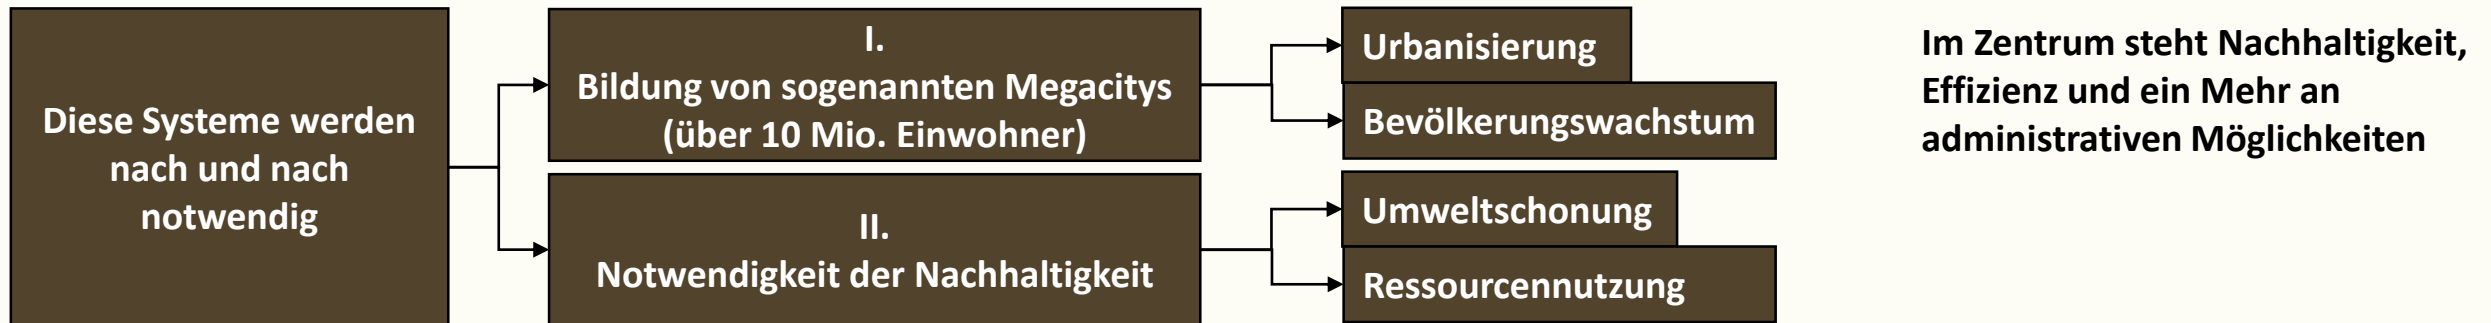 Diese Systeme werden
nach und nach
notwendig
I.
Bildung von sogenannten Megacitys
(über 10 Mio. Einwohner)
Urbanisierung
Bevölkerungswachstum
II.
Notwendigkeit der Nachhaltigkeit
Umweltschonung
Ressourcennutzung
Im Zentrum steht Nachhaltigkeit,
Effizienz und ein Mehr an
administrativen Möglichkeiten